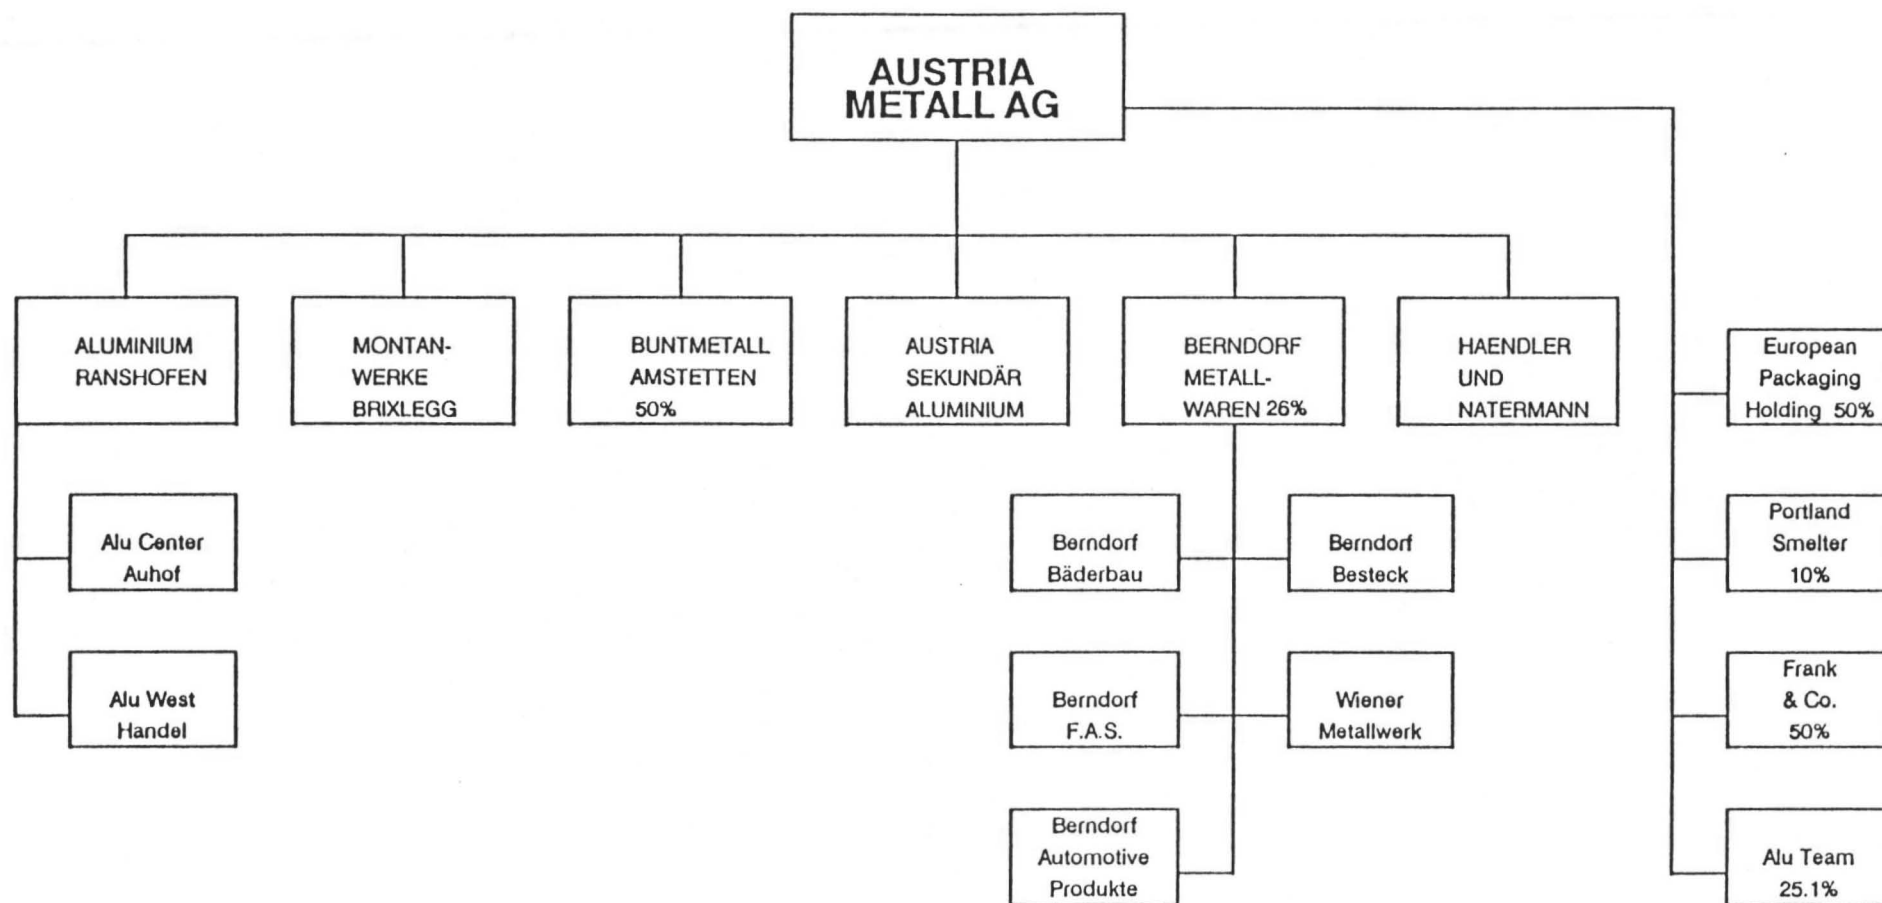 AUSTRIA
METALL AG
ALUMINIUM
RANSHOFEN
MONTAN-
WERKE
BRIXLEGG
BUNTMETALL
AMSTETTEN
50%
AUSTRIA
SEKUNDÄR
ALUMINIUM
BERNDORF
METALL-
WAREN 26%
HAENDLER
UND
NATERMANN
European
Packaging
Holding 50%
Alu Center
Auhof
Berndorf
Bäderbau
Berndorf
Besteck
Portland
Smelter
10%
Alu West
Handel
Berndorf
F.A.S.
Wiener
Metallwerk
Frank
& Co.
50%
Berndorf
Automotive
Produkte
Alu Team
25.1%